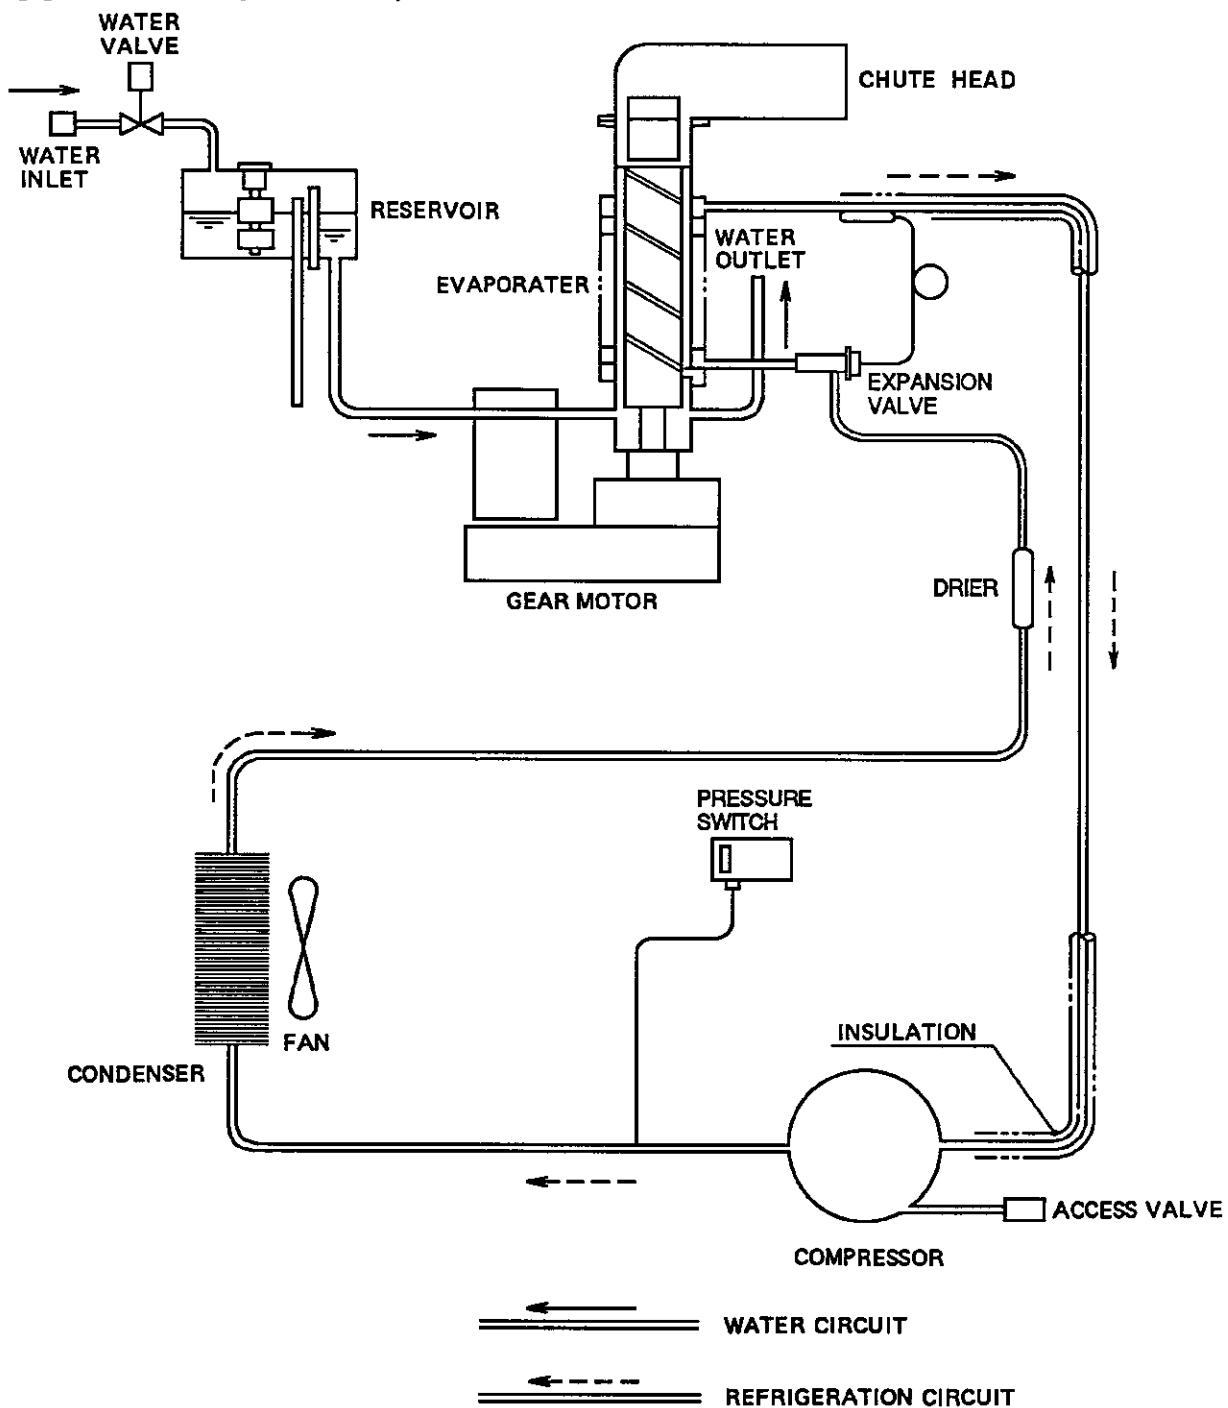 WATER
VALVE
CHUTE HEAD
WATER
INLET
RESERVOIR
WATER
OUTLET
EVAPORATER
EXPANSION
VALVE
DRIER
GEAR MOTOR
PRESSURE
SWITCH
FAN
INSULATION
CONDENSER
ACCESS VALVE
COMPRESSOR
WATER CIRCUIT
REFRIGERATION CIRCUIT